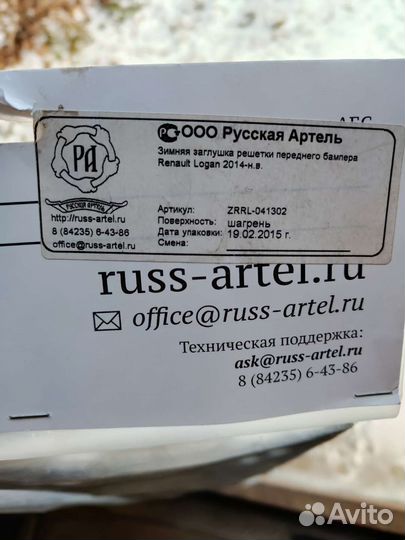 РА
РУССКАЯ АРТЕЛЬ
http://russ-artel.ru
8 (84235) 6-43-86
office@russ-artel.ru
ООО Русская Артель
Зимняя заглушка решетки переднего бампера
Renault Logan 2014-н.в.
Артикул: ZRRL-041302
Поверхность: шагрень
Дата упаковки: 19.02.2015 г.
Смена:
russ-artel.ru
office@russ-artel.ru
Техническая поддержка:
ask@russ-artel.ru
8 (84235) 6-43-86
Avito